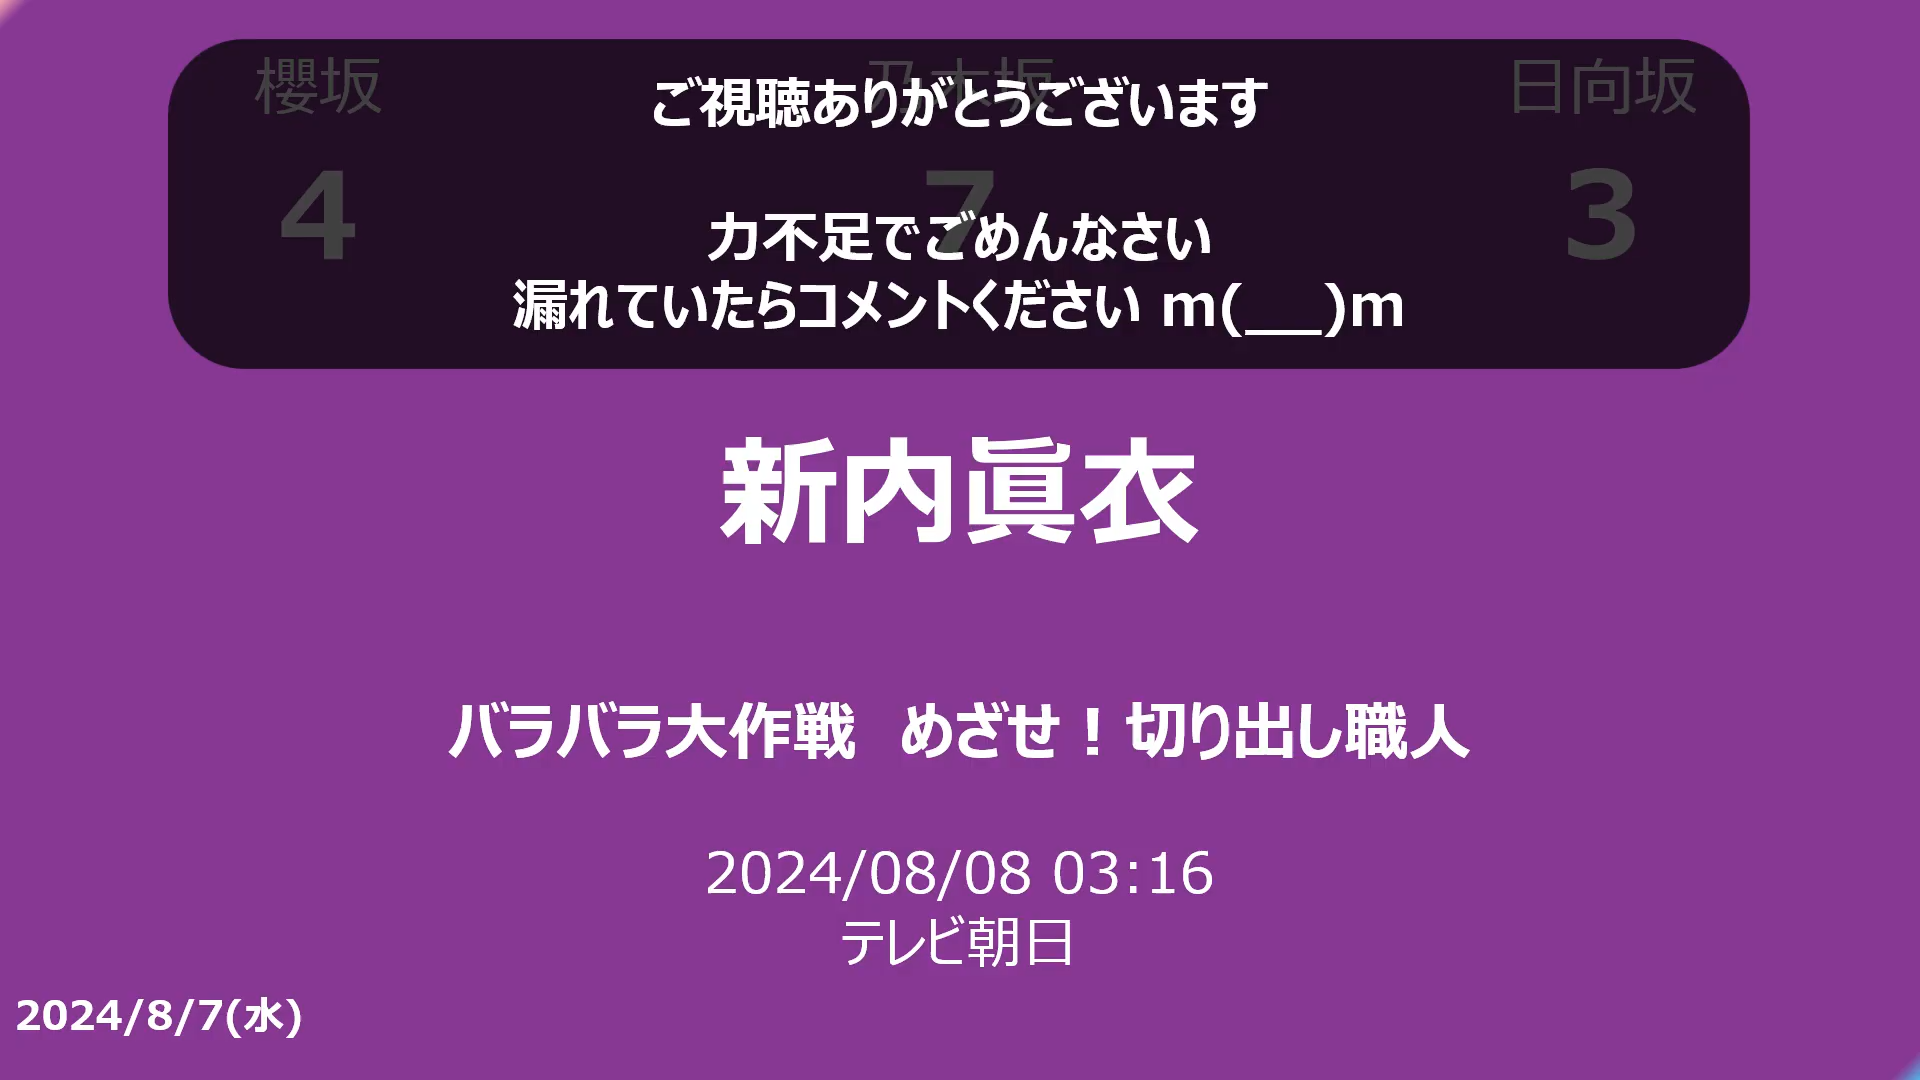 櫻坂 乃木坂 日向坂
ご視聴ありがとうございます
4 7 3
力不足でごめんなさい
漏れていたらコメントください m(__)m
新内眞衣
バラバラ大作戦　めざせ！切り出し職人
2024/08/08 03:16
テレビ朝日
2024/8/7(水)